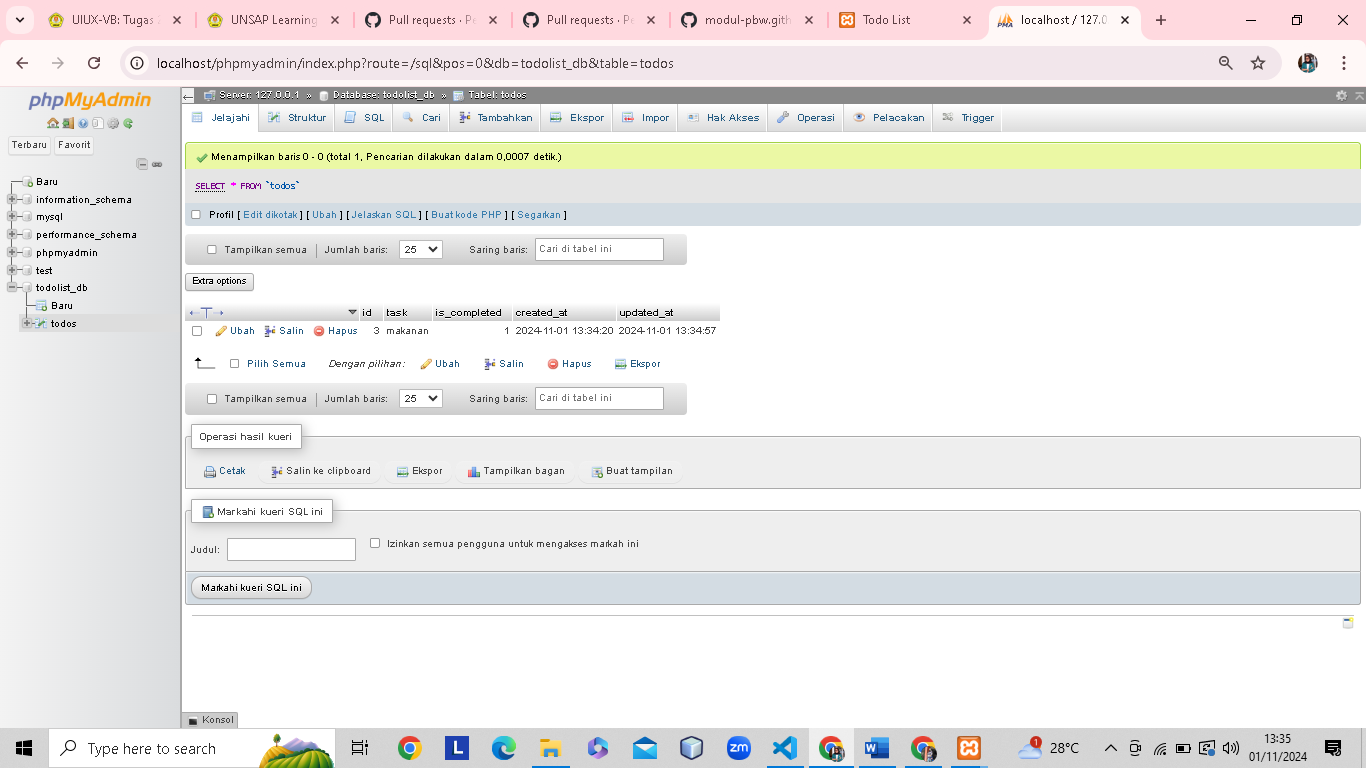 UIUX-VB: Tugas
UNSAP Learning
Pull requests · Pe
Pull requests · Pe
modul-pbw.gith
Todo List
localhost / 127.0
localhost/phpmyadmin/index.php?route=/sql&pos=0&db=todolist_db&table=todos
phpMyAdmin
Terbaru Favorit
Baru
information_schema
mysql
performance_schema
phpmyadmin
test
todolist_db
Baru
todos
Server: 127.0.0.1 » Database: todolist_db » Tabel: todos
Jelajahi Struktur SQL Cari Tambahkan Ekspor Impor Hak Akses Operasi Pelacakan Trigger
Menampilkan baris 0 - 0 (total 1, Pencarian dilakukan dalam 0,0007 detik.)
SELECT * FROM `todos`
Profil [ Edit dikotak ] [ Ubah ] [ Jelaskan SQL ] [ Buat kode PHP ] [ Segarkan ]
Tampilkan semua | Jumlah baris: 25 Saring baris: Cari di tabel ini
Extra options
←T→ id task is_completed created_at updated_at
Ubah Salin Hapus 3 makanan 1 2024-11-01 13:34:20 2024-11-01 13:34:57
Pilih Semua Dengan pilihan: Ubah Salin Hapus Ekspor
Tampilkan semua | Jumlah baris: 25 Saring baris: Cari di tabel ini
Operasi hasil kueri
Cetak Salin ke clipboard Ekspor Tampilkan bagan Buat tampilan
Markahi kueri SQL ini
Judul: Izinkan semua pengguna untuk mengakses markah ini
Markahi kueri SQL ini
Konsol
Type here to search
L
zm
W
1
28°C
13:35
01/11/2024